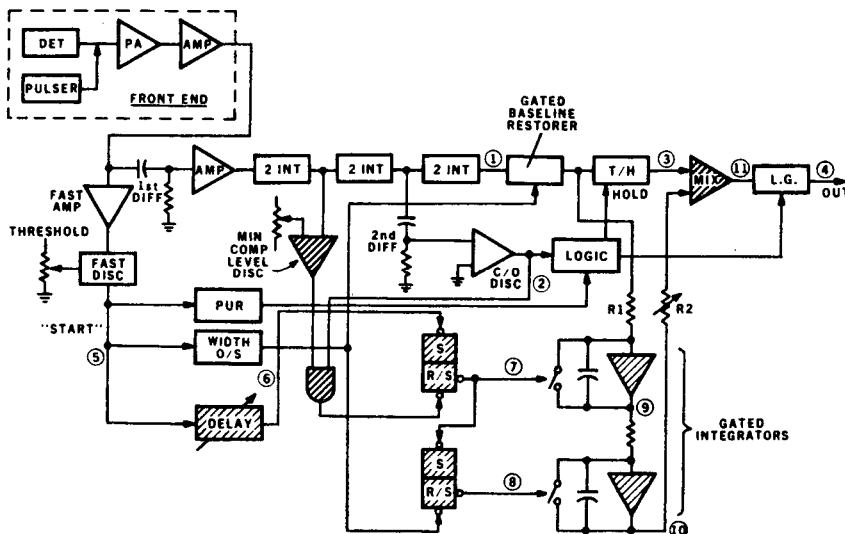 DET
PA
AMP
PULSER
FRONT END
GATED
BASELINE
RESTORER
1st
DIFF
AMP
2 INT
2 INT
2 INT
①
T/H
③
MIX
⑪
L.G.
④
OUT
HOLD
FAST
AMP
THRESHOLD
FAST
DISC
MIN
COMP
LEVEL
DISC
2nd
DIFF
C/O
DISC
②
LOGIC
PUR
R1
R2
"START"
⑤
WIDTH
O/S
⑥
S
R/S
⑦
DELAY
⑨
GATED
INTEGRATORS
S
R/S
⑧
⑩